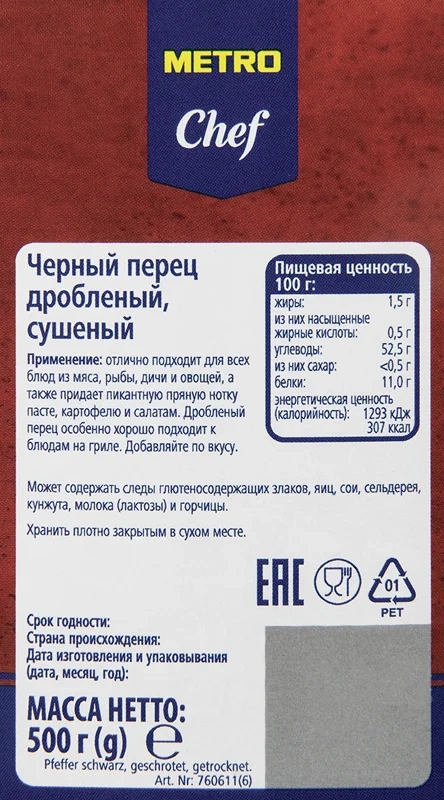 METRO
Chef
Черный перец
дробленый,
сушеный
Применение: отлично подходит для всех
блюд из мяса, рыбы, дичи и овощей, а
также придает пикантную пряную нотку
пасте, картофелю и салатам. Дробленый
перец особенно хорошо подходит к
блюдам на гриле. Добавляйте по вкусу.
Пищевая ценность
100 г:
жиры: 1,5 г
из них насыщенные
жирные кислоты: 0,5 г
углеводы: 52,5 г
из них сахар: <0,5 г
белки: 11,0 г
энергетическая ценность
(калорийность): 1293 кДж
307 ккал
Может содержать следы глютеносодержащих злаков, яиц, сои, сельдерея,
кунжута, молока (лактозы) и горчицы.
Хранить плотно закрытым в сухом месте.
EAC
01
PET
Срок годности:
Страна происхождения:
Дата изготовления и упаковывания
(дата, месяц, год):
МАССА НЕТТО:
500 г (g) ℮
Pfeffer schwarz, geschrotet, getrocknet.
Art. Nr: 760611(6)